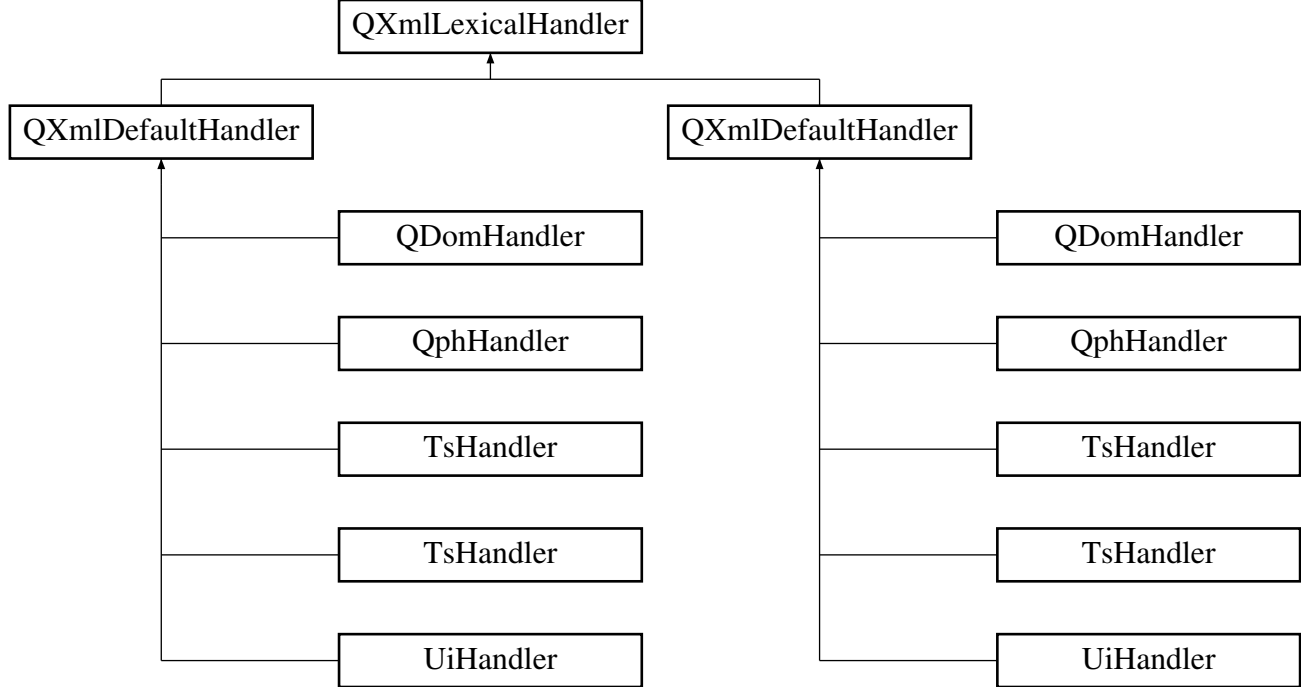 QXmlLexicalHandler
QXmlDefaultHandler
QXmlDefaultHandler
QDomHandler
QDomHandler
QphHandler
QphHandler
TsHandler
TsHandler
TsHandler
TsHandler
UiHandler
UiHandler